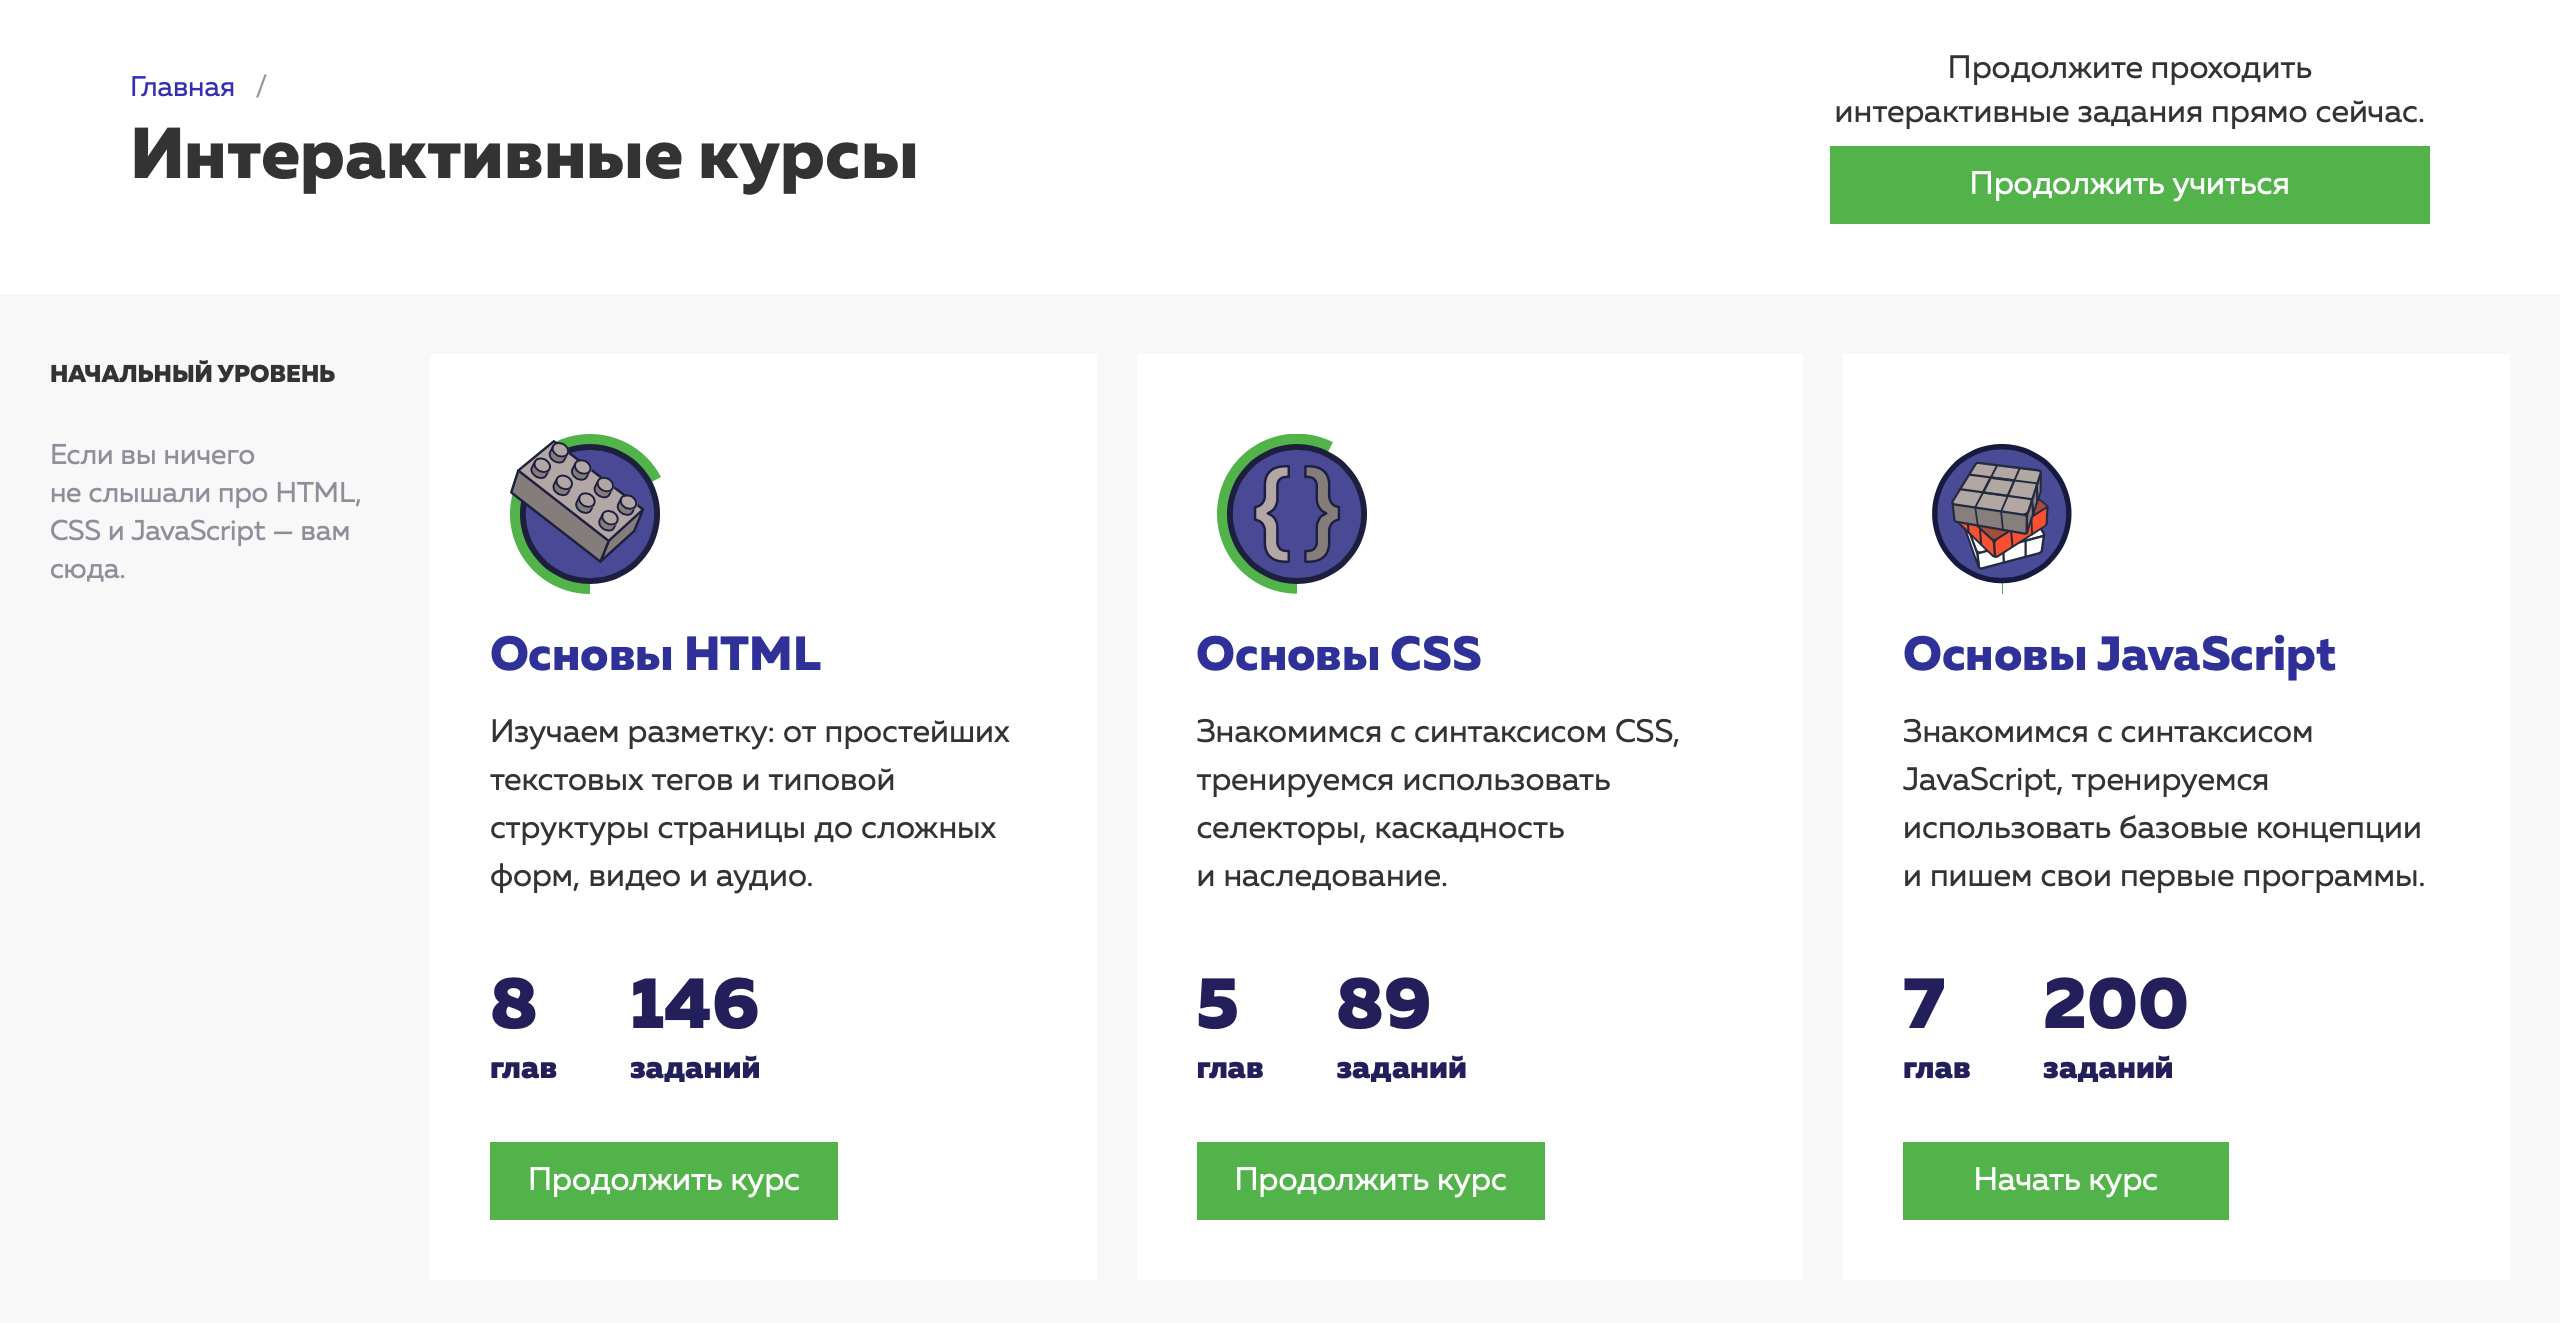 Главная /
Интерактивные курсы
Продолжите проходить
интерактивные задания прямо сейчас.
Продолжить учиться
НАЧАЛЬНЫЙ УРОВЕНЬ
Если вы ничего
не слышали про HTML,
CSS и JavaScript — вам
сюда.
Основы HTML
Изучаем разметку: от простейших
текстовых тегов и типовой
структуры страницы до сложных
форм, видео и аудио.
8 146
глав заданий
Продолжить курс
{ }
Основы CSS
Знакомимся с синтаксисом CSS,
тренируемся использовать
селекторы, каскадность
и наследование.
5 89
глав заданий
Продолжить курс
Основы JavaScript
Знакомимся с синтаксисом
JavaScript, тренируемся
использовать базовые концепции
и пишем свои первые программы.
7 200
глав заданий
Начать курс